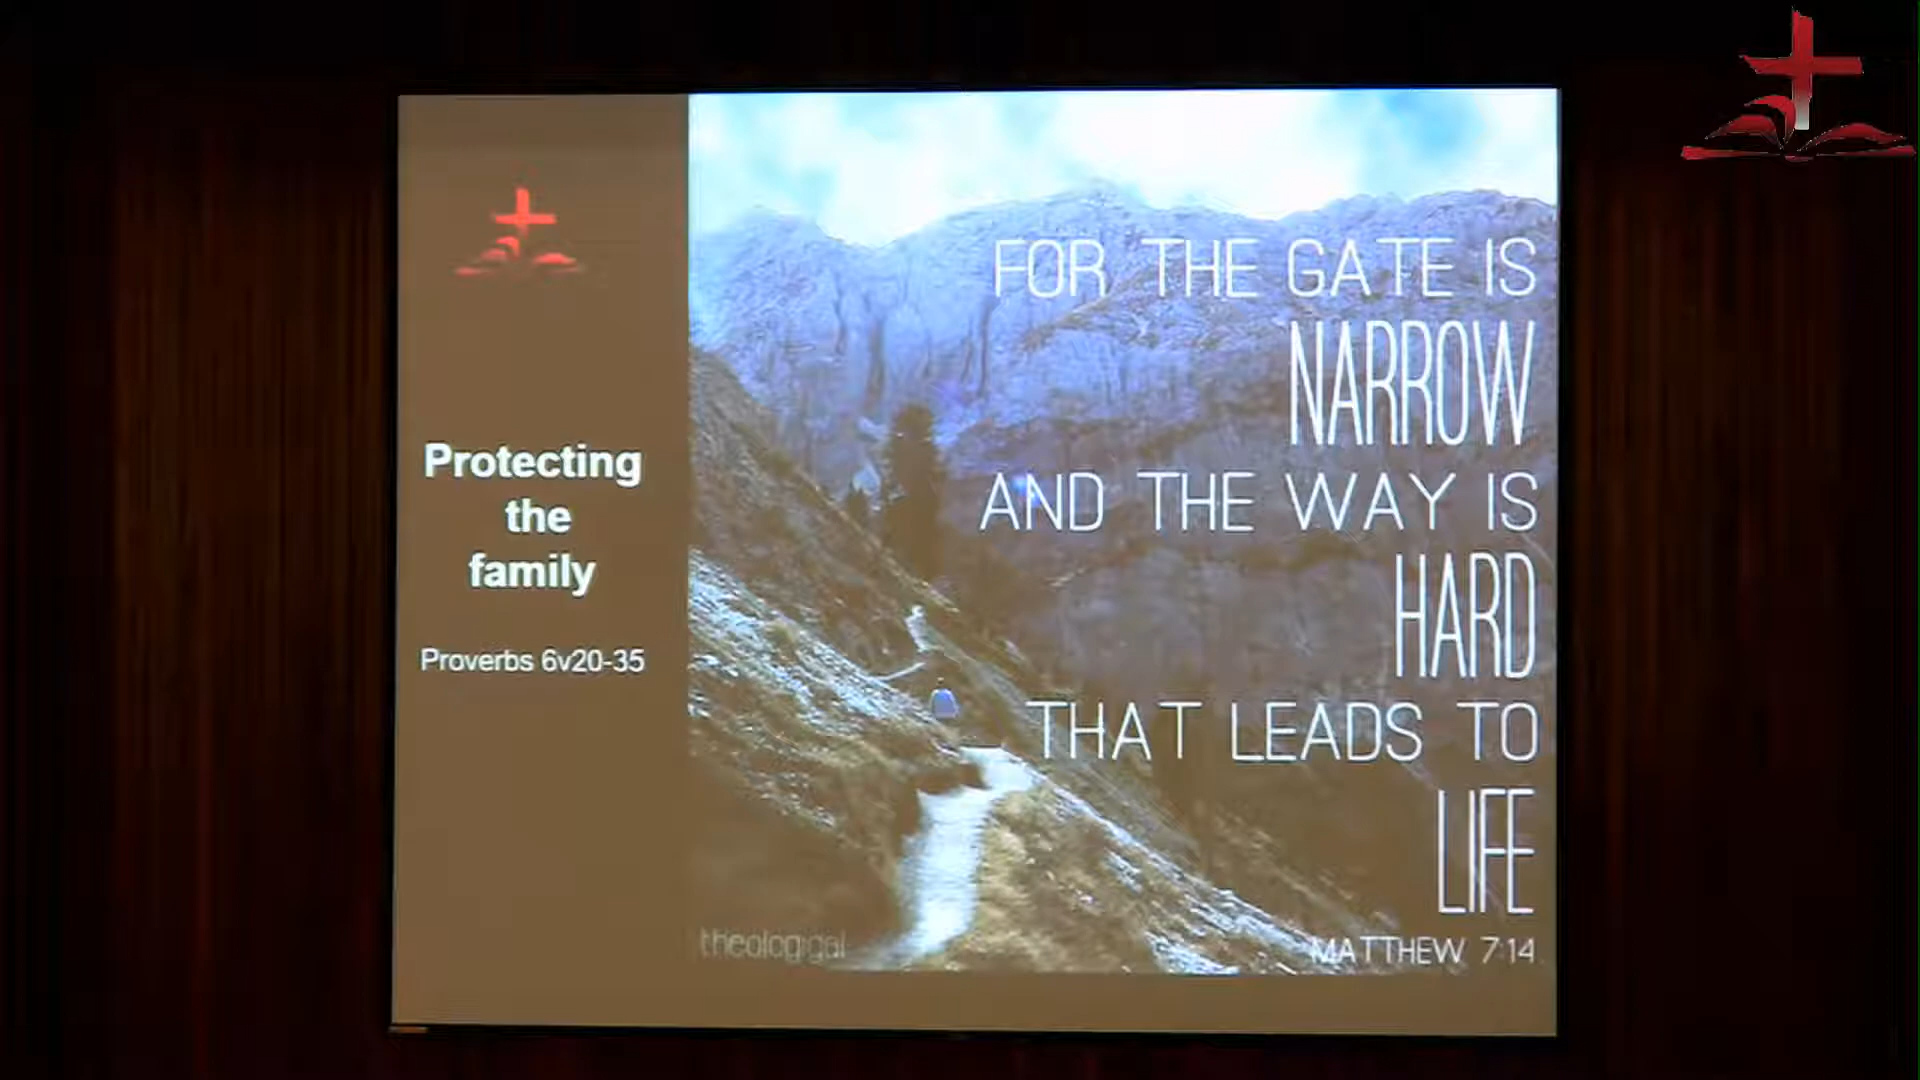 Protecting
the
family
Proverbs 6v20-35
FOR THE GATE IS
NARROW
AND THE WAY IS
HARD
THAT LEADS TO
LIFE
MATTHEW 7:14
theologigal